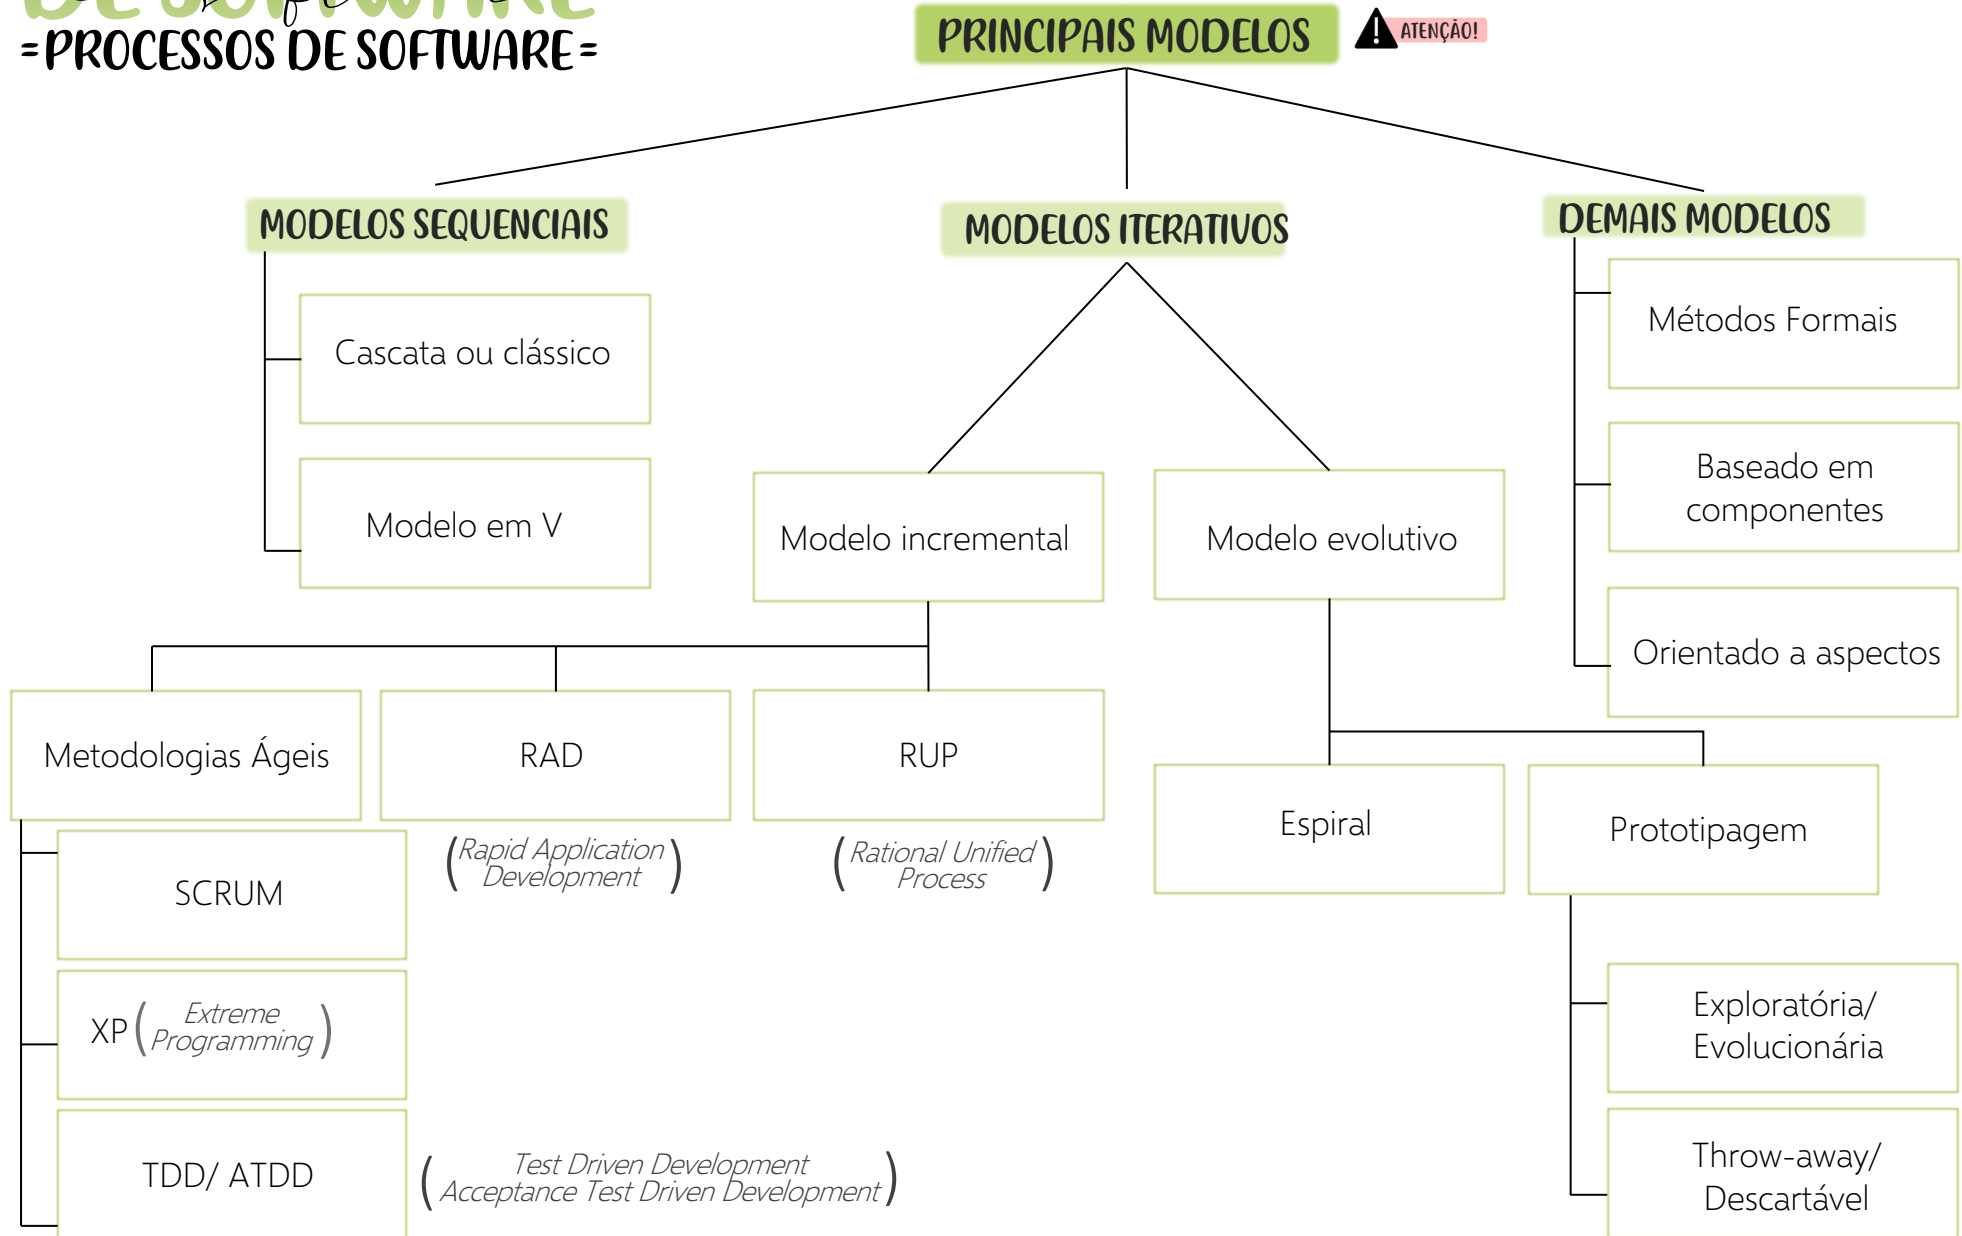 DE SOFTWARE
=PROCESSOS DE SOFTWARE=
PRINCIPAIS MODELOS
ATENÇÃO!
MODELOS SEQUENCIAIS
Cascata ou clássico
Modelo em V
MODELOS ITERATIVOS
Modelo incremental
Modelo evolutivo
DEMAIS MODELOS
Métodos Formais
Baseado em
componentes
Orientado a aspectos
Metodologias Ágeis
RAD
(Rapid Application
Development)
RUP
(Rational Unified
Process)
SCRUM
XP (Extreme
Programming)
TDD/ ATDD
(Test Driven Development
Acceptance Test Driven Development)
Espiral
Prototipagem
Exploratória/
Evolucionária
Throw-away/
Descartável